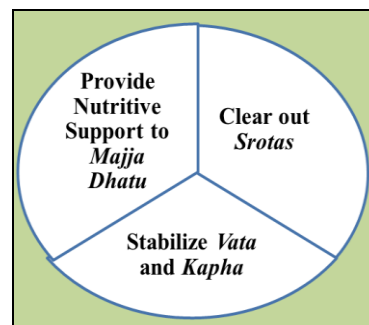 Provide
Nutritive
Support to
Majja
Dhatu
Clear out
Srotas
Stabilize Vata
and Kapha